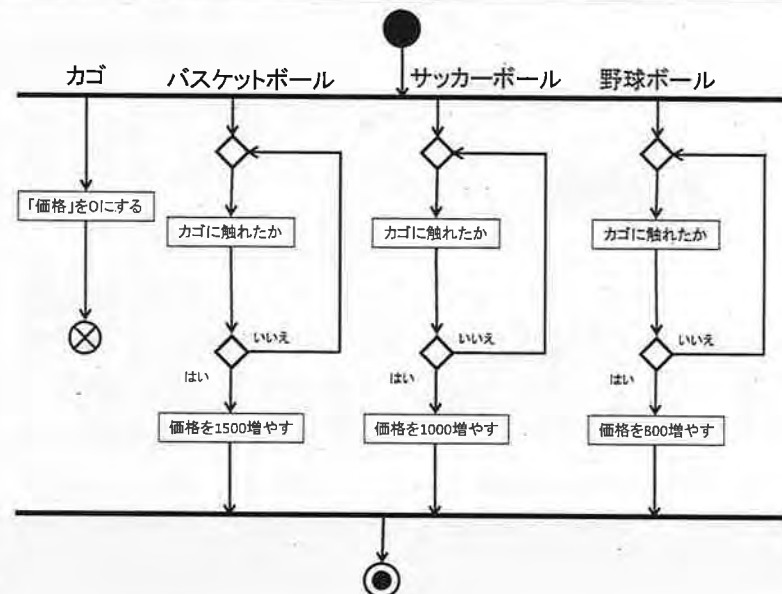 カゴ
バスケットボール
サッカーボール
野球ボール
「価格」を0にする
カゴに触れたか
カゴに触れたか
カゴに触れたか
いいえ
いいえ
いいえ
はい
はい
はい
価格を1500増やす
価格を1000増やす
価格を800増やす